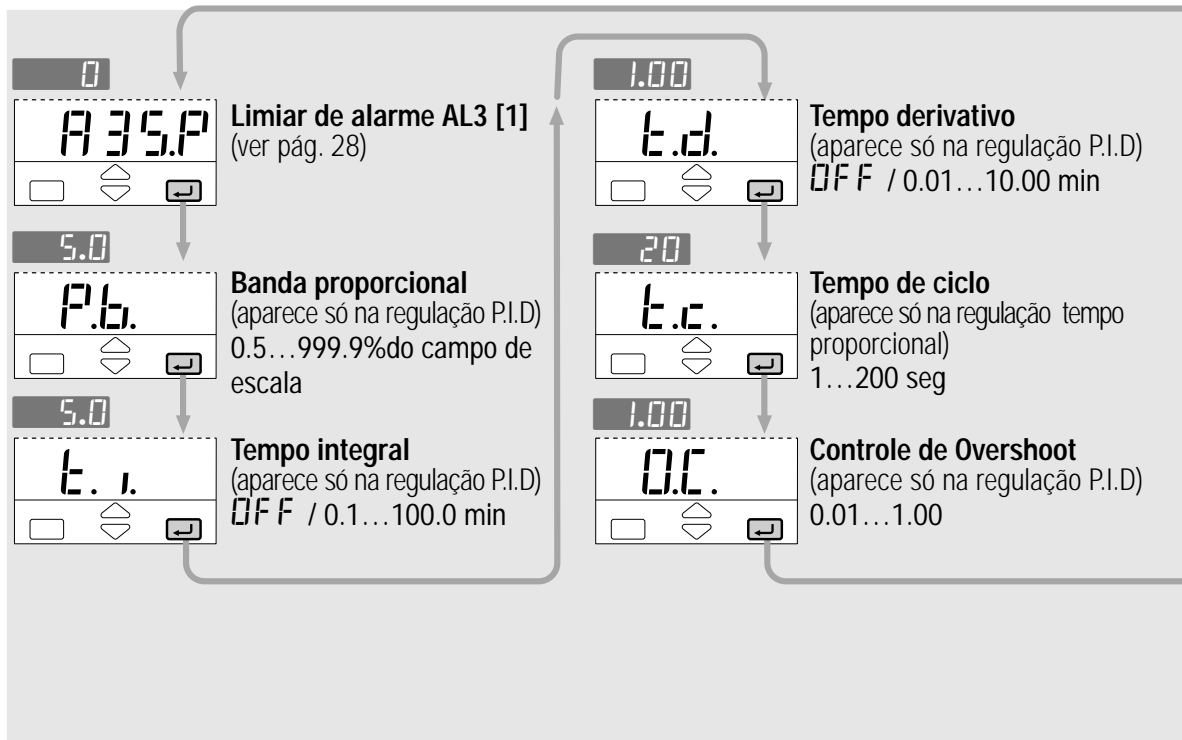 0
A3S.P
Limiar de alarme AL3 [1]
(ver pág. 28)
5.0
P.b.
Banda proporcional
(aparece só na regulação P.I.D)
0.5…999.9%do campo de
escala
5.0
t. i.
Tempo integral
(aparece só na regulação P.I.D)
OFF / 0.1…100.0 min
1.00
t.d.
Tempo derivativo
(aparece só na regulação P.I.D)
OFF / 0.01…10.00 min
20
t.c.
Tempo de ciclo
(aparece só na regulação tempo
proporcional)
1…200 seg
1.00
O.C.
Controle de Overshoot
(aparece só na regulação P.I.D)
0.01…1.00